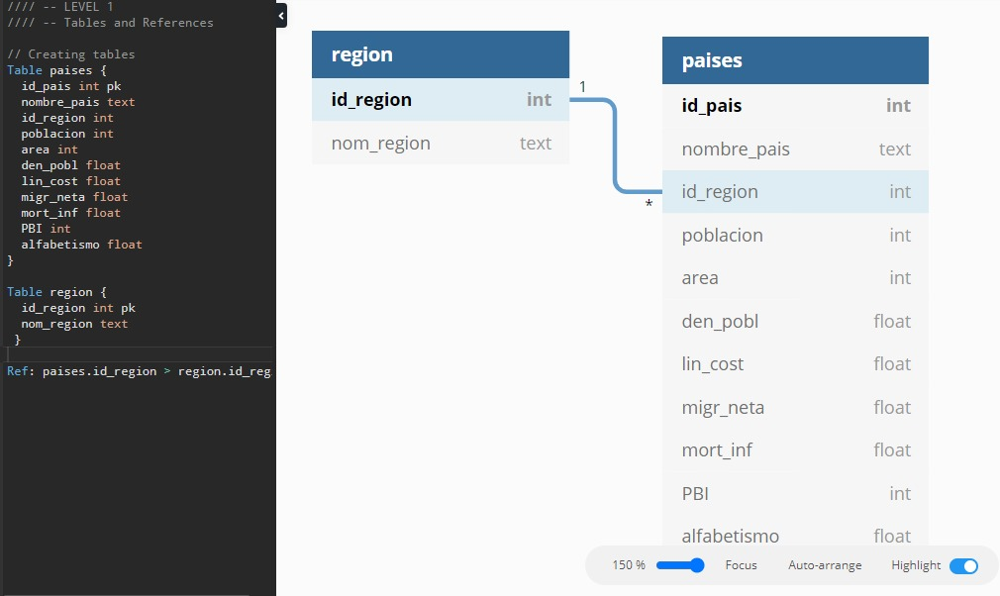 //// -- LEVEL 1
//// -- Tables and References
// Creating tables
Table paises {
id_pais int pk
nombre_pais text
id_region int
poblacion int
area int
den_pobl float
lin_cost float
migr_neta float
mort_inf float
PBI int
alfabetismo float
}
Table region {
id_region int pk
nom_region text
}
Ref: paises.id_region > region.id_reg
region
id_region int
nom_region text
1
*
paises
id_pais int
nombre_pais text
id_region int
poblacion int
area int
den_pobl float
lin_cost float
migr_neta float
mort_inf float
PBI int
alfabetismo float
150 % Focus Auto-arrange Highlight